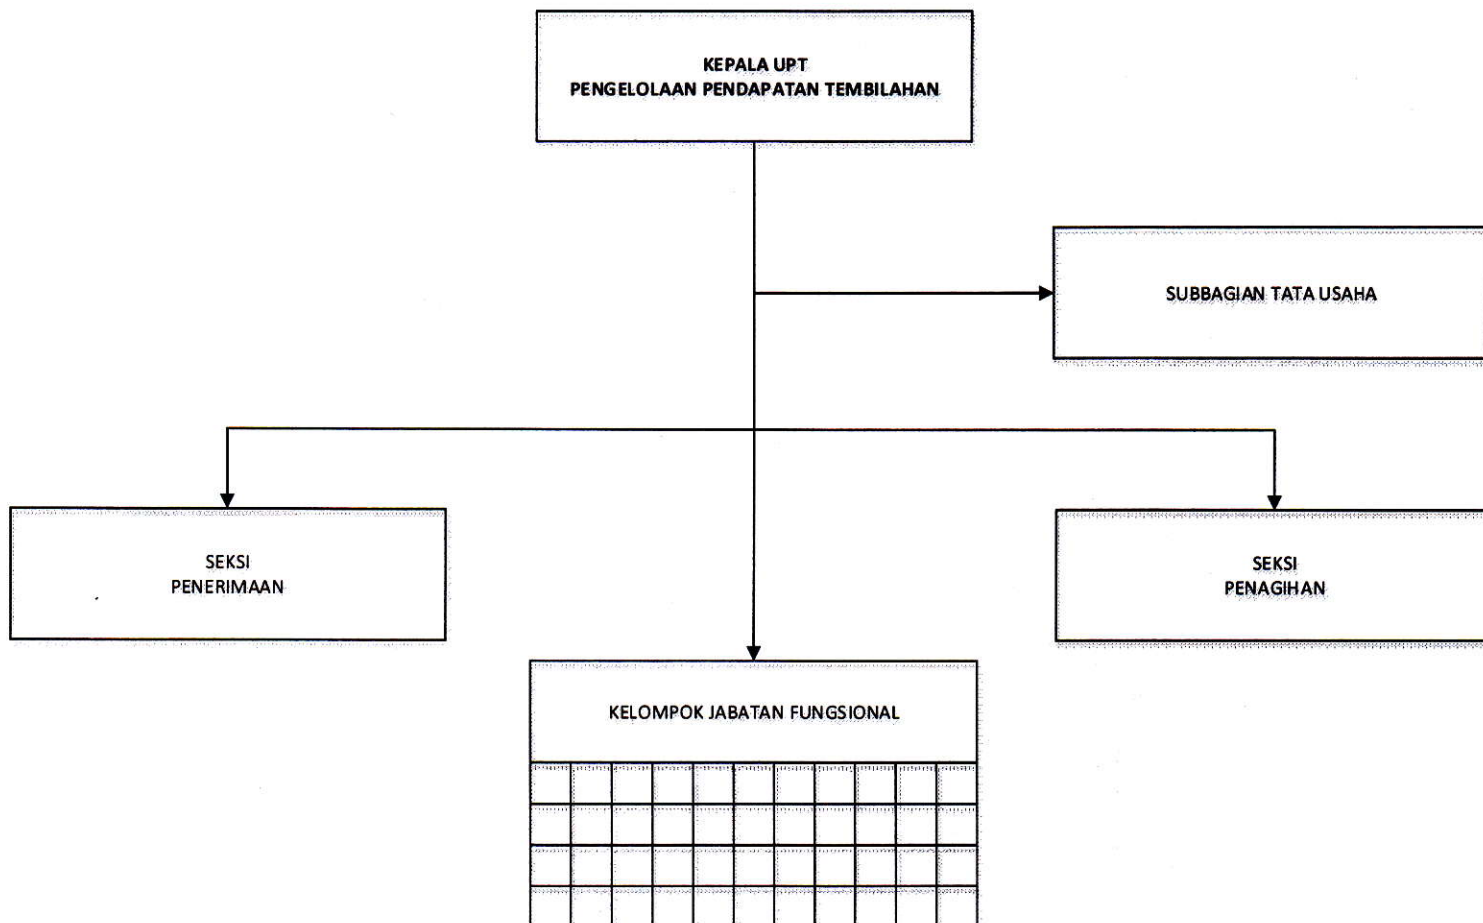 KEPALA UPT
PENGELOLAAN PENDAPATAN TEMBILAHAN
SUBBAGIAN TATA USAHA
SEKSI
PENERIMAAN
SEKSI
PENAGIHAN
KELOMPOK JABATAN FUNGSIONAL